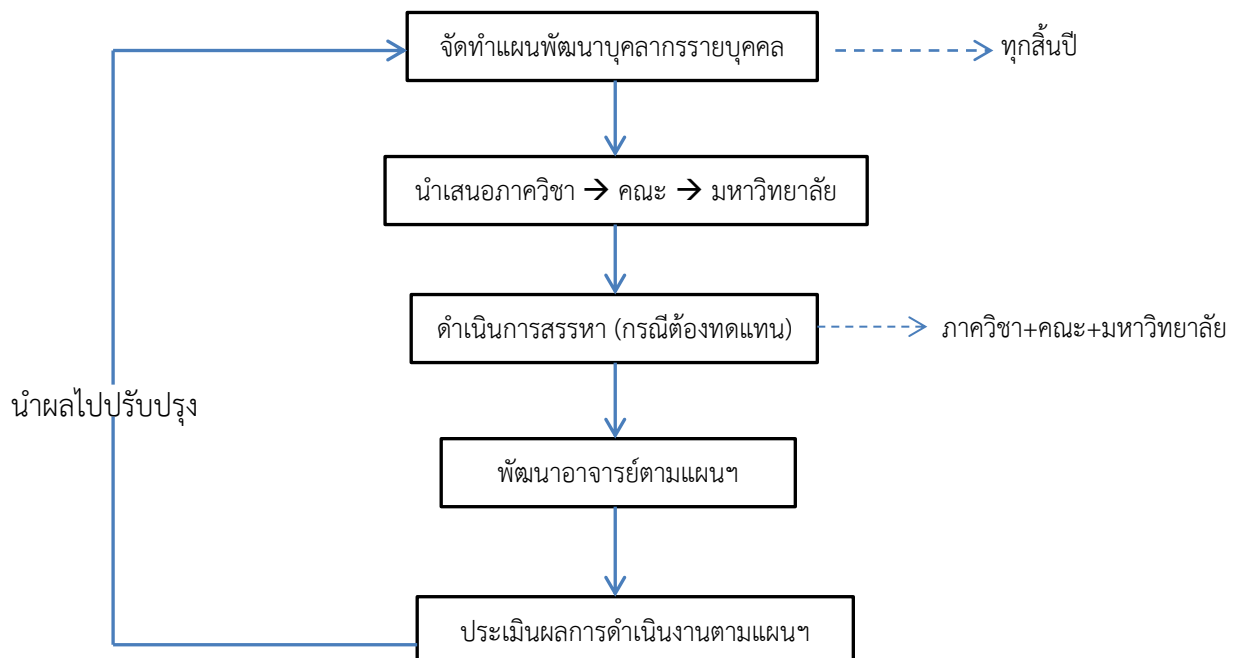 จัดทำแผนพัฒนาบุคลากรรายบุคคล
ทุกสิ้นปี
นำเสนอภาควิชา → คณะ → มหาวิทยาลัย
ดำเนินการสรรหา (กรณีต้องทดแทน)
ภาควิชา+คณะ+มหาวิทยาลัย
นำผลไปปรับปรุง
พัฒนาอาจารย์ตามแผนฯ
ประเมินผลการดำเนินงานตามแผนฯ